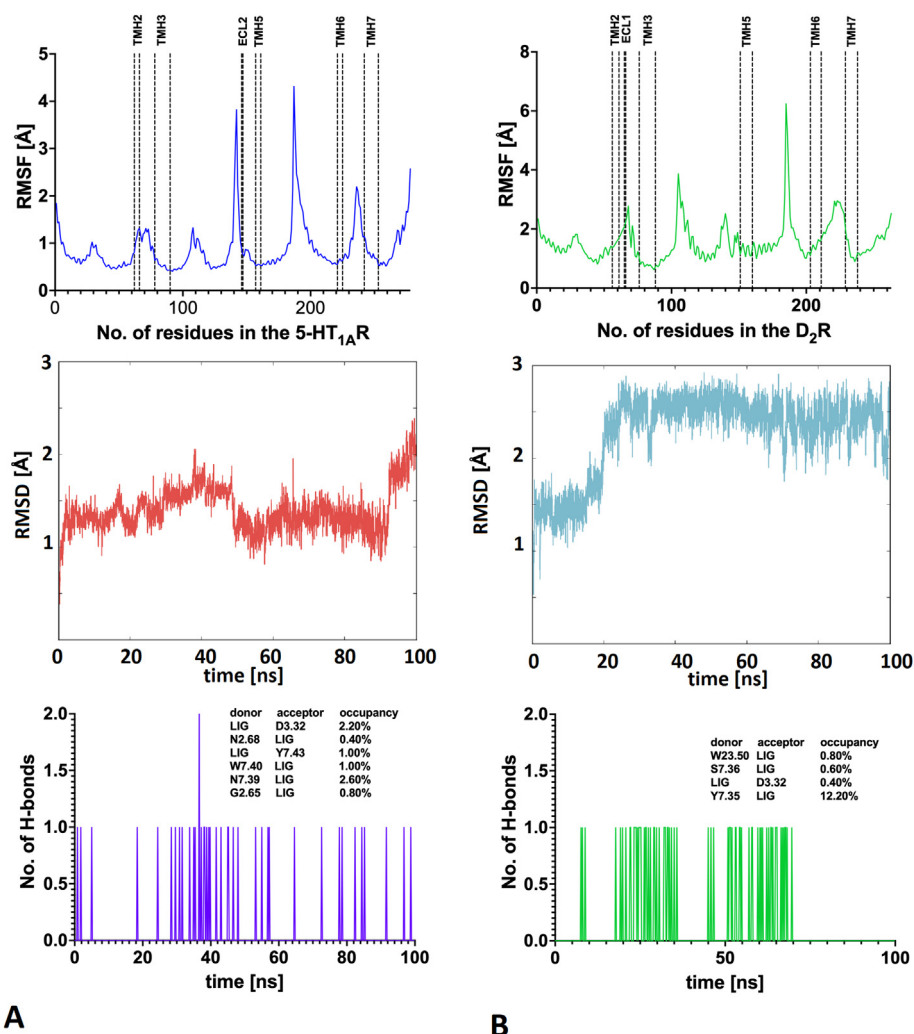 TMH2
TMH3
ECL2
TMH5
TMH6
TMH7
5
4
3
2
1
0
RMSF [Å]
0
100
200
No. of residues in the 5-HT1AR
TMH2
ECL1
TMH3
TMH5
TMH6
TMH7
8
6
4
2
0
RMSF [Å]
0
100
200
No. of residues in the D2R
3
2
1
RMSD [Å]
0 20 40 60 80 100
time [ns]
3
2
1
RMSD [Å]
0 20 40 60 80 100
time [ns]
2.0
1.5
1.0
0.5
0.0
No. of H-bonds
donor acceptor occupancy
LIG D3.32 2.20%
N2.68 LIG 0.40%
LIG Y7.43 1.00%
W7.40 LIG 1.00%
N7.39 LIG 2.60%
G2.65 LIG 0.80%
0 20 40 60 80 100
time [ns]
2.0
1.5
1.0
0.5
0.0
No. of H-bonds
donor acceptor occupancy
W23.50 LIG 0.80%
S7.36 LIG 0.60%
LIG D3.32 0.40%
Y7.35 LIG 12.20%
0 20 40 60 80 100
time [ns]
A
B